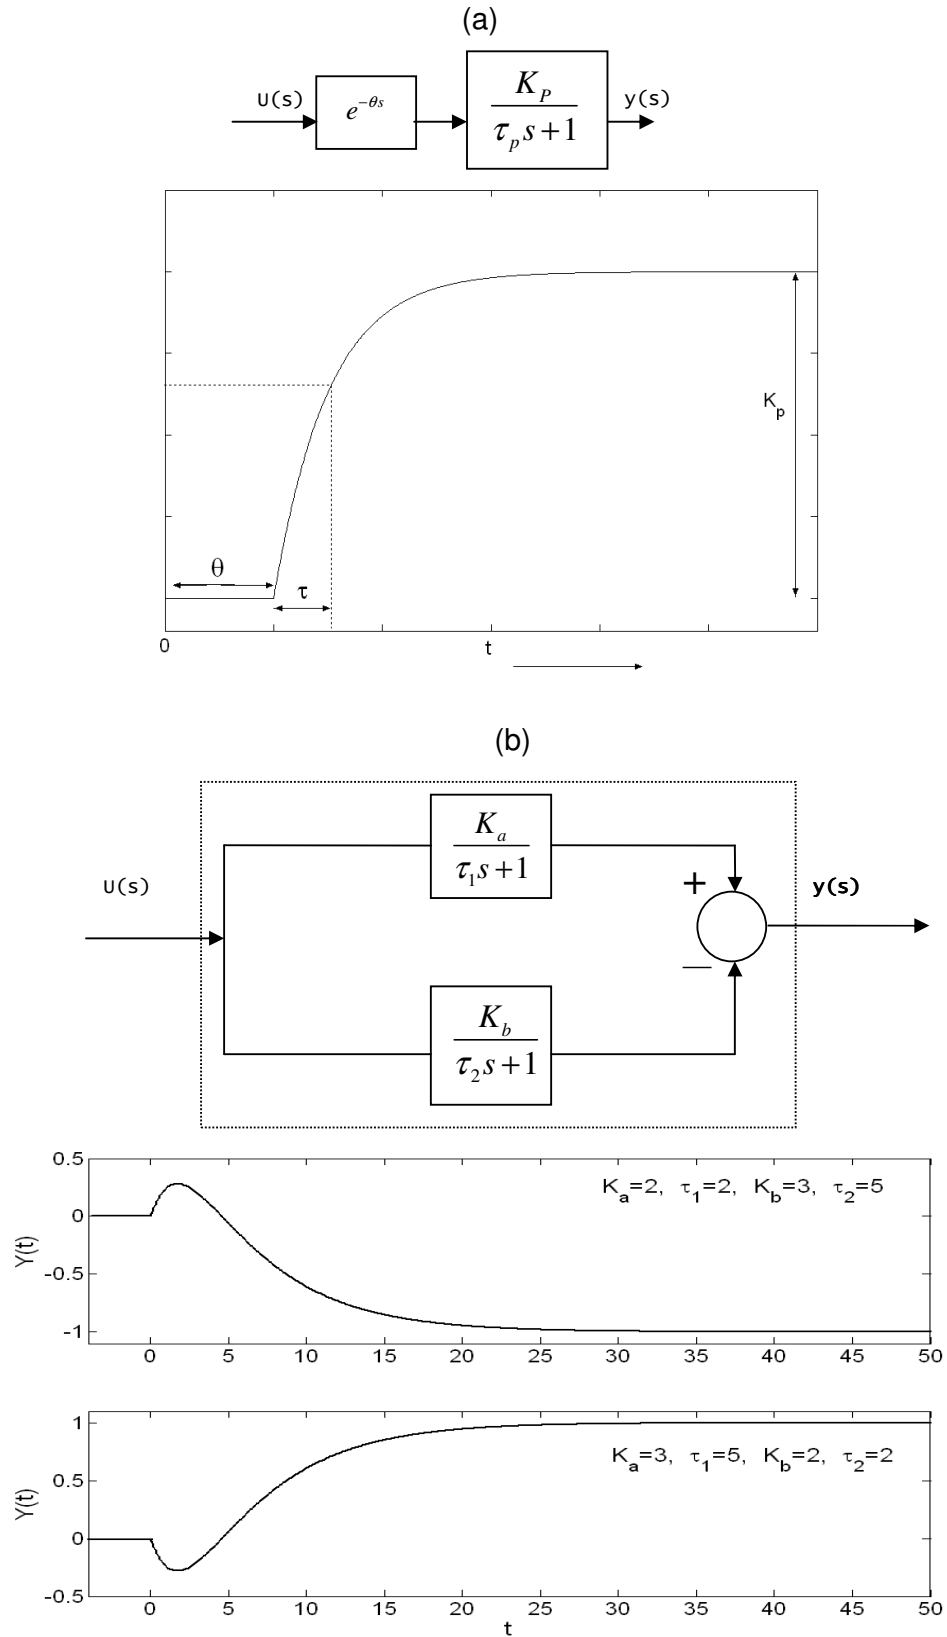 (a)
U(s) e^{-θs} K_P / τ_p s+1 y(s)
K_p
θ
τ
0 t
(b)
U(s) K_a / τ_1 s+1 + y(s)
−
K_b / τ_2 s+1
0.5
0
-0.5
-1
Y(t)
K_a=2, τ_1=2, K_b=3, τ_2=5
0 5 10 15 20 25 30 35 40 45 50
1
0.5
0
-0.5
Y(t)
K_a=3, τ_1=5, K_b=2, τ_2=2
0 5 10 15 20 25 30 35 40 45 50
t